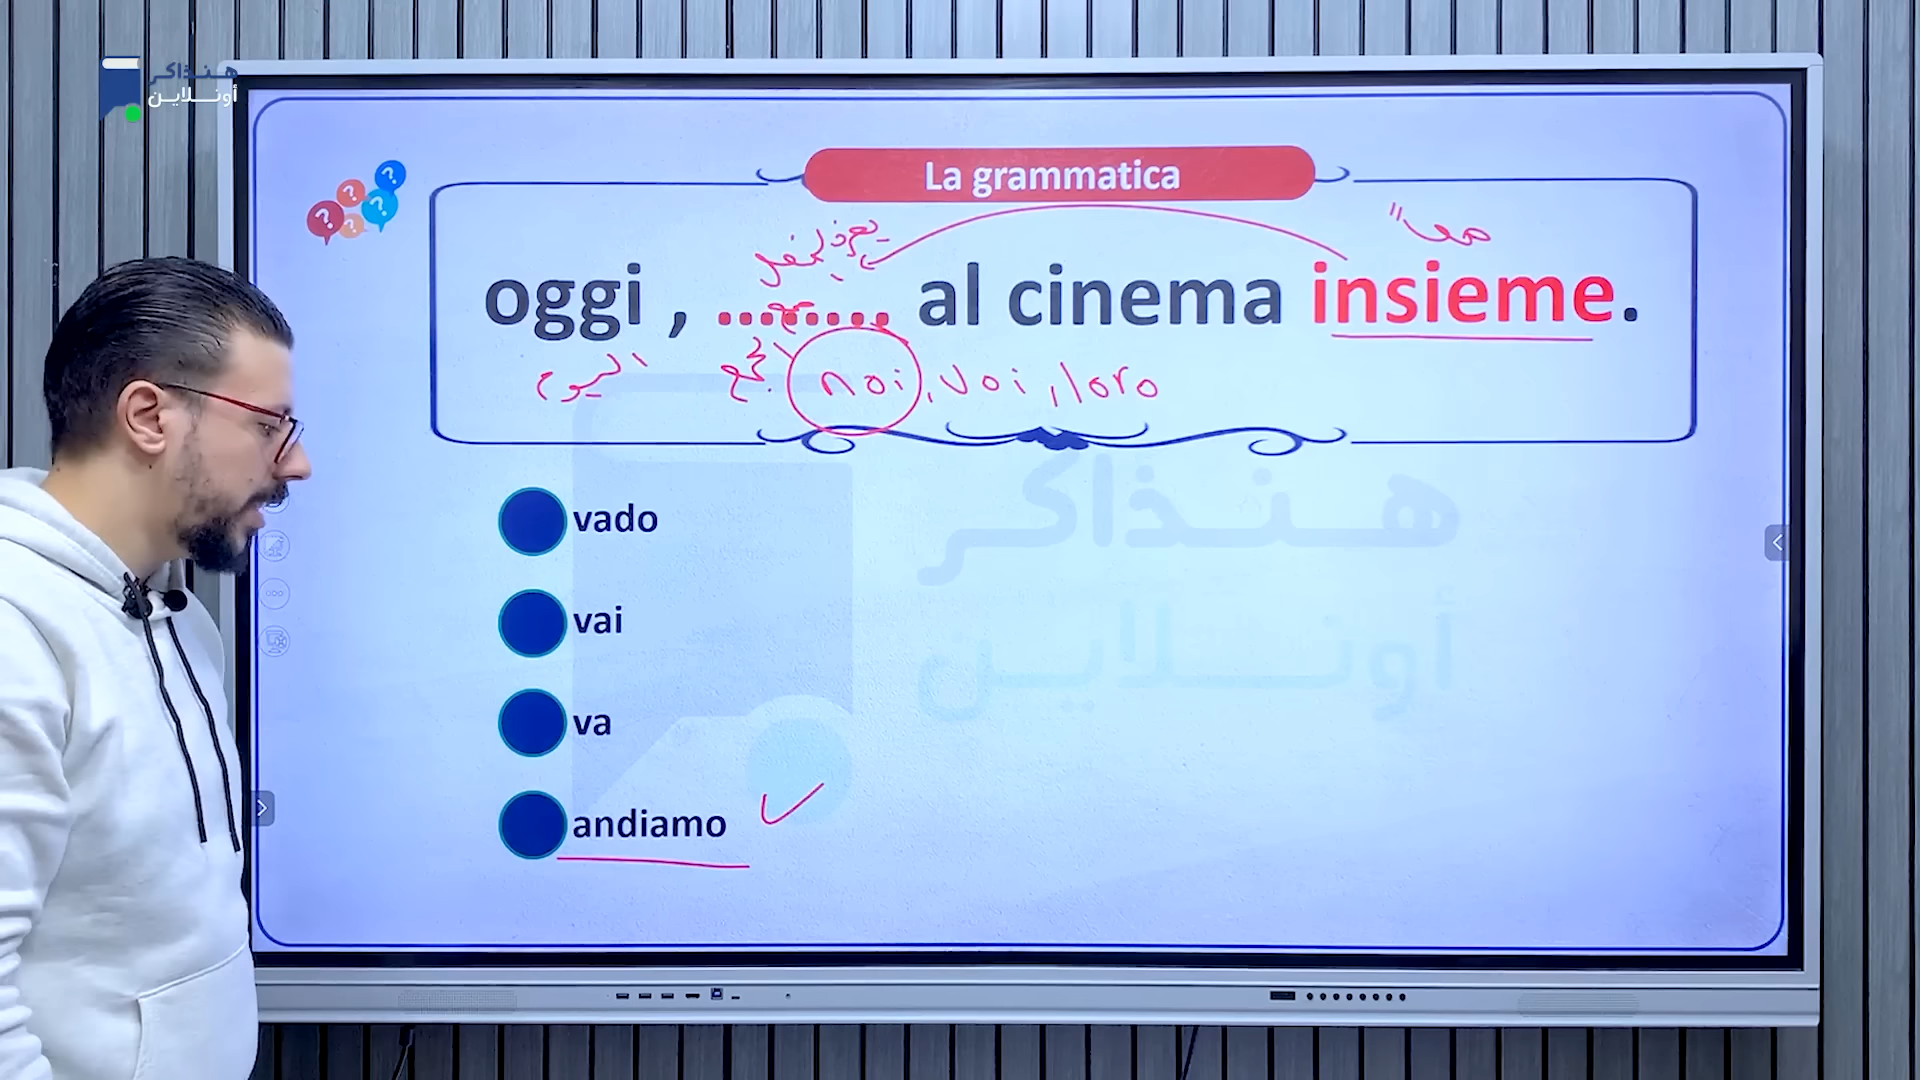 هنذاكر
أونلاين
La grammatica
معاً
oggi , ........ al cinema insieme.
اليوم
الجمع
noi, voi, loro
هنذاكر
أونلاين
vado
vai
va
andiamo